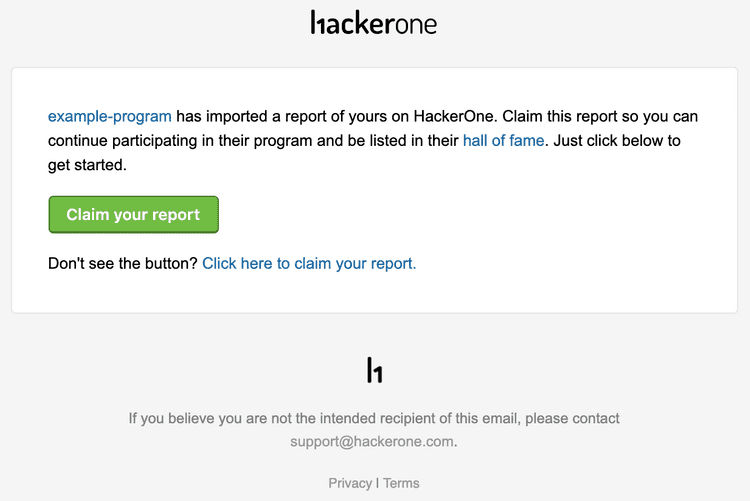 hackerone
example-program has imported a report of yours on HackerOne. Claim this report so you can
continue participating in their program and be listed in their hall of fame. Just click below to
get started.
Claim your report
Don't see the button? Click here to claim your report.
h1
If you believe you are not the intended recipient of this email, please contact
support@hackerone.com.
Privacy | Terms